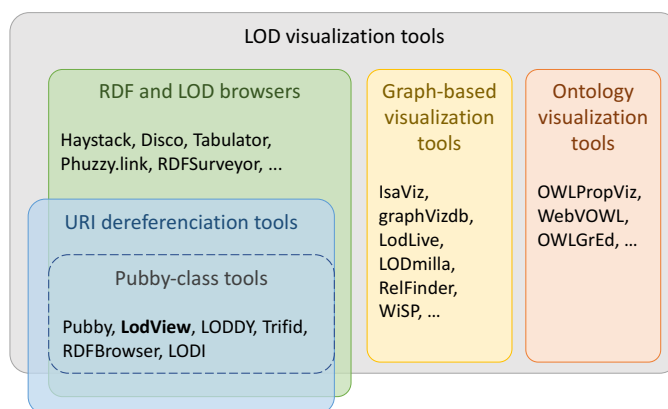 LOD visualization tools
RDF and LOD browsers
Haystack, Disco, Tabulator,
Phuzzy.link, RDFSurveyor, ...
URI dereferenciation tools
Pubby-class tools
Pubby, LodView, LODDY, Trifid,
RDFBrowser, LODI
Graph-based
visualization
tools
IsaViz,
graphVizdb,
LodLive,
LODmilla,
RelFinder,
WiSP, ...
Ontology
visualization
tools
OWLPropViz,
WebVOWL,
OWLGrEd, ...